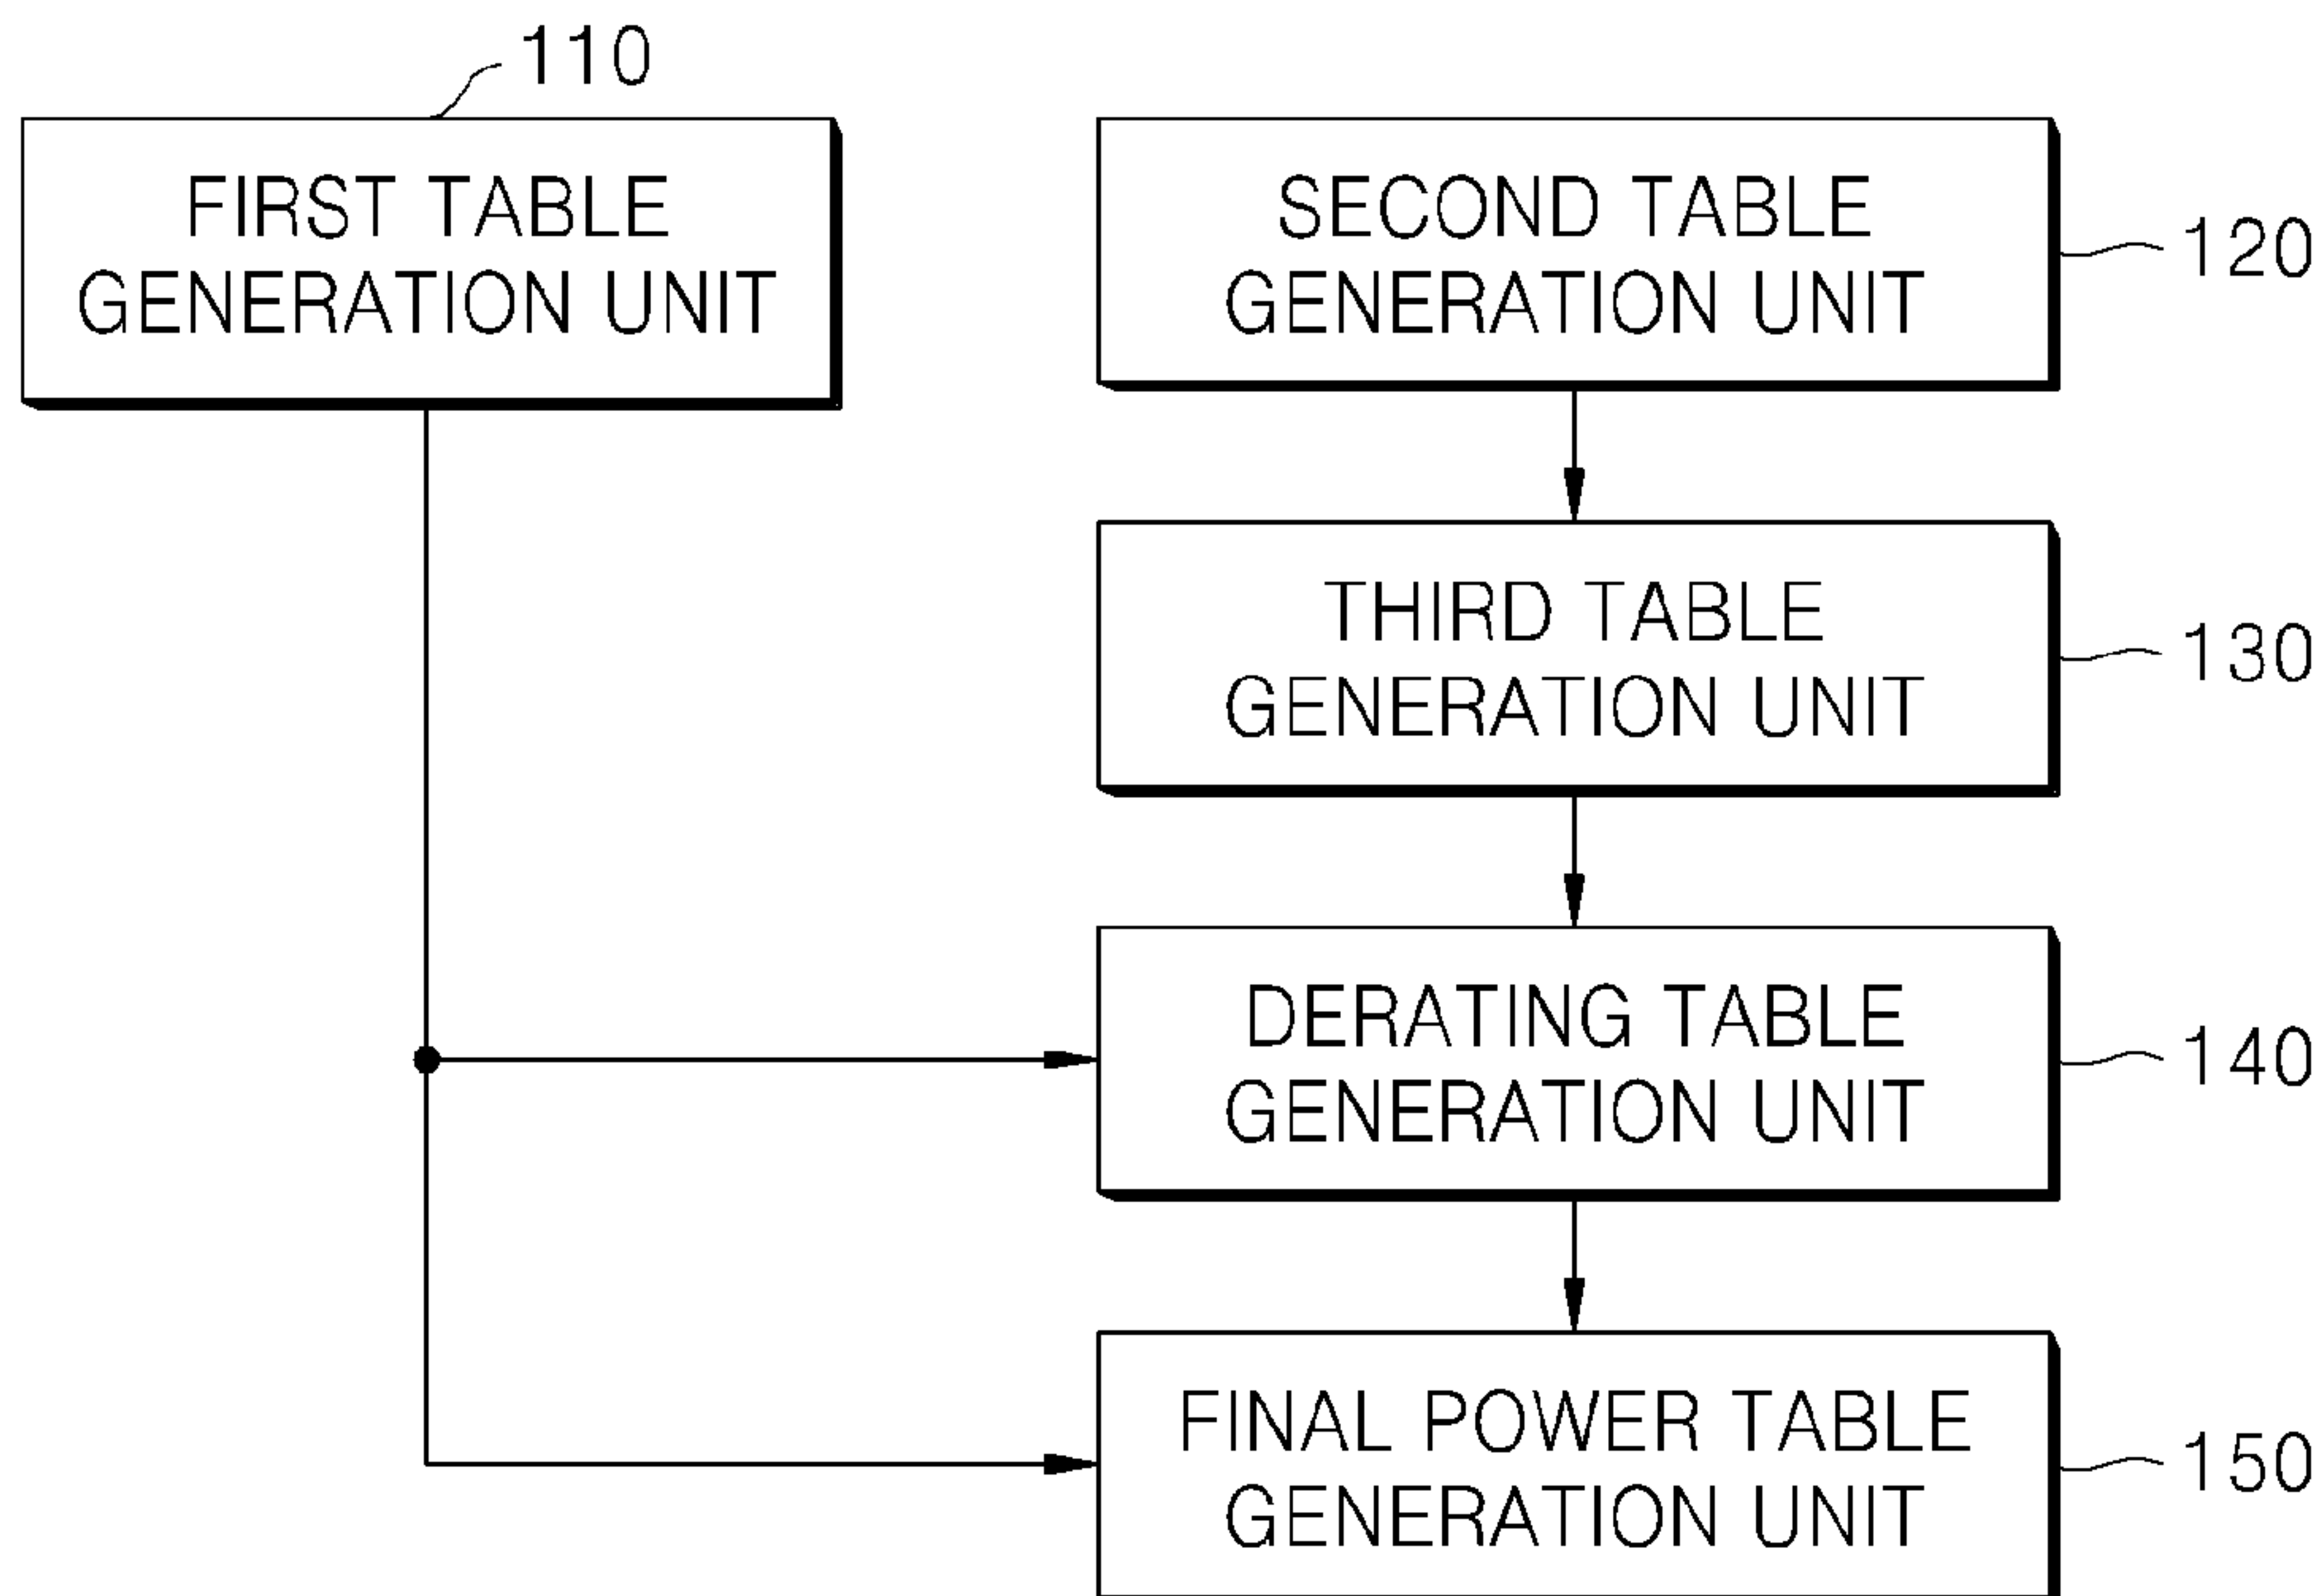 110
FIRST TABLE
GENERATION UNIT
SECOND TABLE
GENERATION UNIT
120
THIRD TABLE
GENERATION UNIT
130
DERATING TABLE
GENERATION UNIT
140
FINAL POWER TABLE
GENERATION UNIT
150